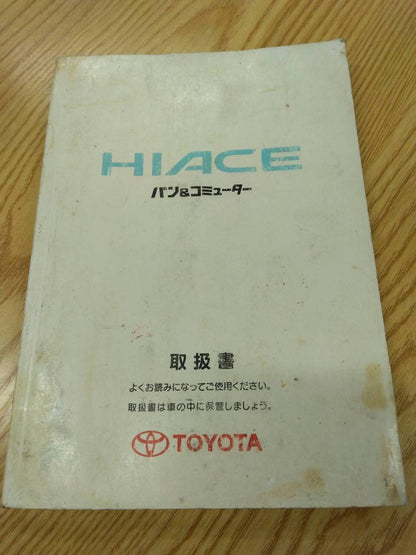 HIACE
バン&コミューター
取扱書
よくお読みになってご使用ください。
取扱書は車の中に保管しましょう。
TOYOTA